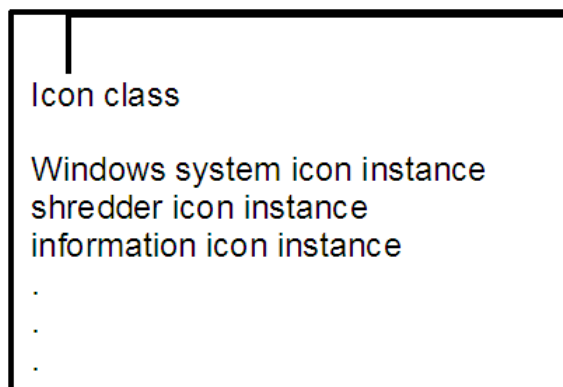 Icon class
Windows system icon instance
shredder icon instance
information icon instance
.
.
.